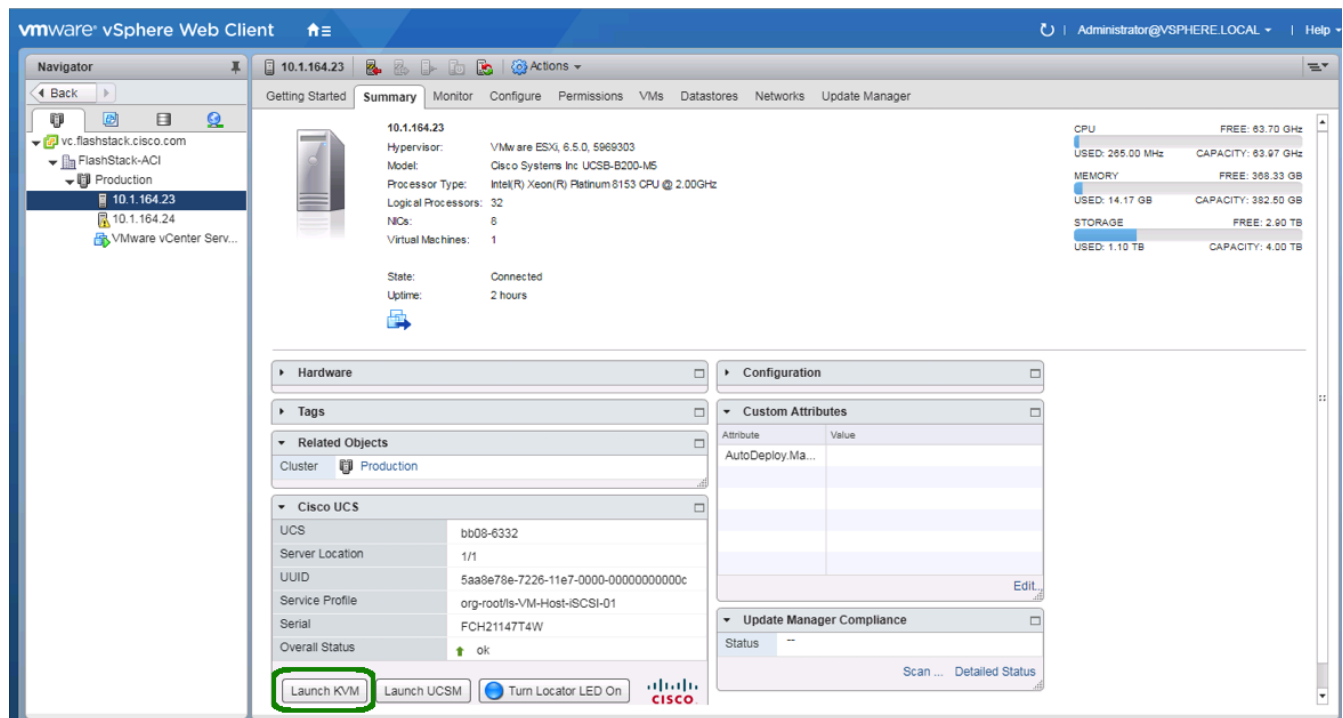 vmware® vSphere Web Client
Administrator@VSPHERE.LOCAL | Help
Navigator
Back
vc.flashstack.cisco.com
FlashStack-ACI
Production
10.1.164.23
10.1.164.24
VMware vCenter Serv...
10.1.164.23 Actions
Getting Started Summary Monitor Configure Permissions VMs Datastores Networks Update Manager
10.1.164.23
Hypervisor: VMware ESXi, 6.5.0, 5969303
Model: Cisco Systems Inc UCSB-B200-M5
Processor Type: Intel(R) Xeon(R) Platinum 8153 CPU @ 2.00GHz
Logical Processors: 32
NICs: 8
Virtual Machines: 1
State: Connected
Uptime: 2 hours
CPU FREE: 63.70 GHz
USED: 265.00 MHz CAPACITY: 63.97 GHz
MEMORY FREE: 368.33 GB
USED: 14.17 GB CAPACITY: 382.50 GB
STORAGE FREE: 2.90 TB
USED: 1.10 TB CAPACITY: 4.00 TB
Hardware
Tags
Related Objects
Cluster Production
Cisco UCS
UCS bb08-6332
Server Location 1/1
UUID 5aa8e78e-7226-11e7-0000-00000000000c
Service Profile org-root/ls-VM-Host-iSCSI-01
Serial FCH21147T4W
Overall Status ok
Launch KVM Launch UCSM Turn Locator LED On CISCO
Configuration
Custom Attributes
Attribute Value
AutoDeploy.Ma...
Edit...
Update Manager Compliance
Status --
Scan ... Detailed Status